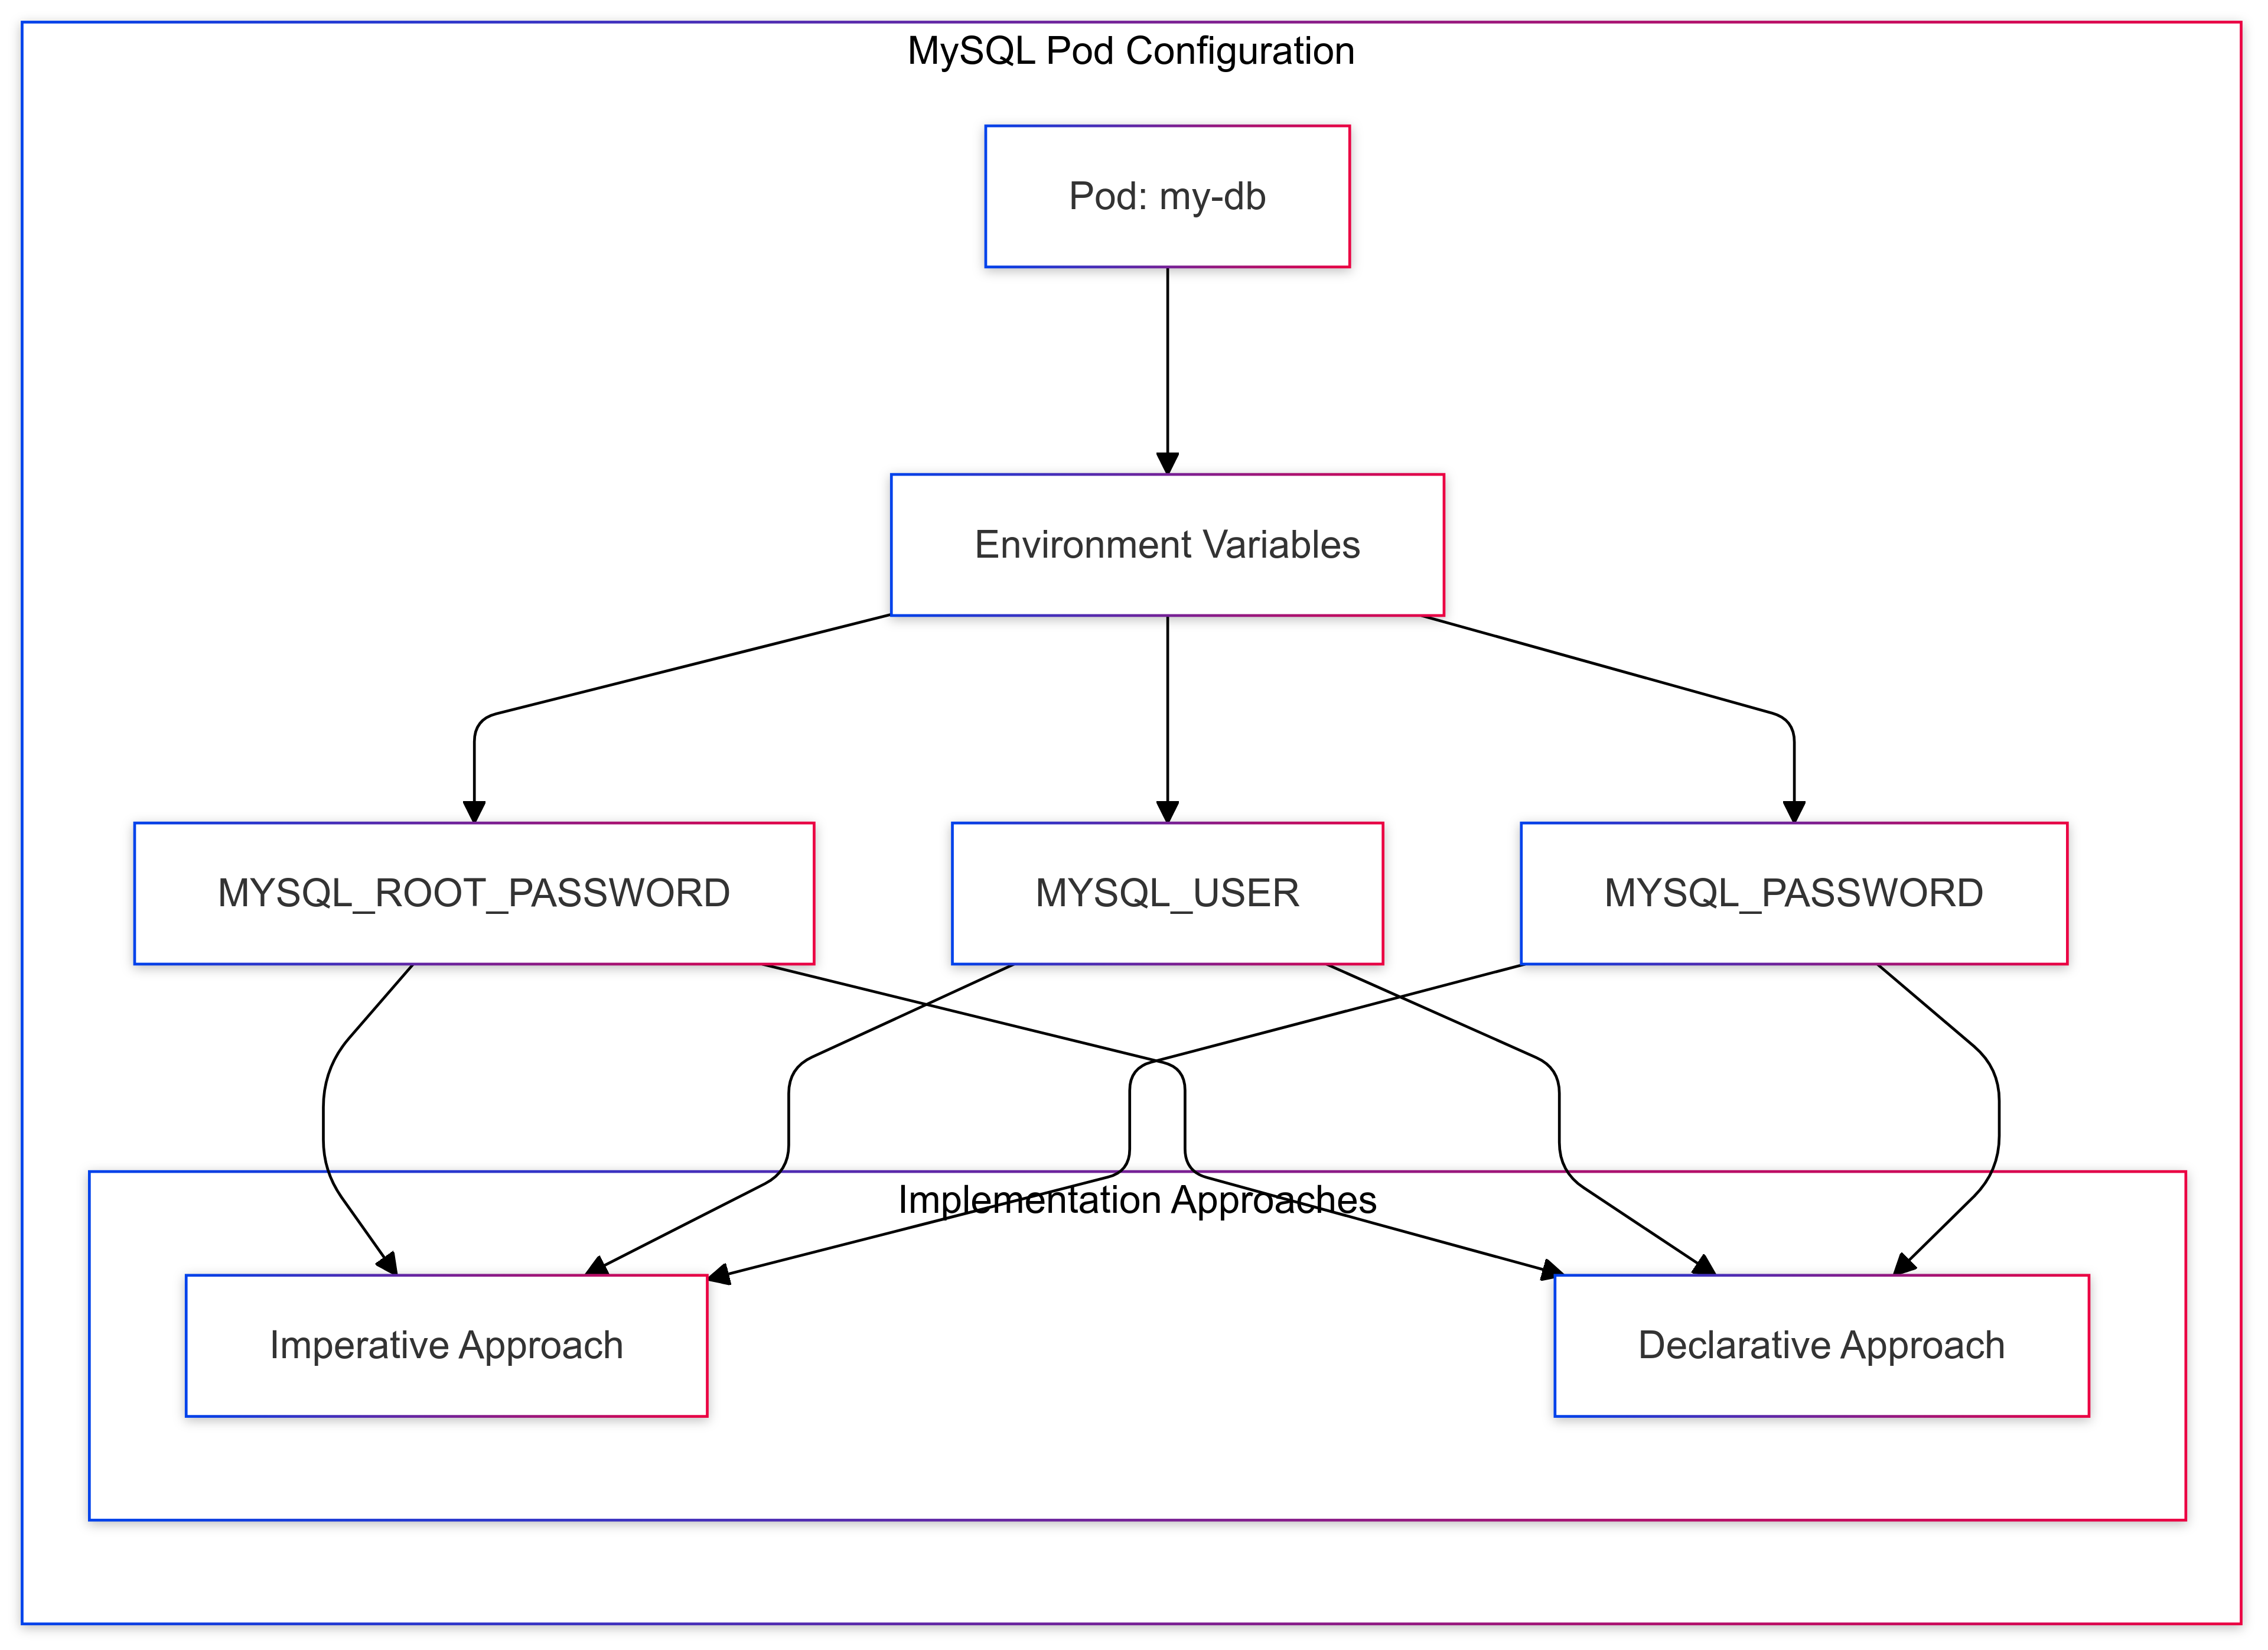 MySQL Pod Configuration
Pod: my-db
Environment Variables
MYSQL_ROOT_PASSWORD
MYSQL_USER
MYSQL_PASSWORD
Implementation Approaches
Imperative Approach
Declarative Approach